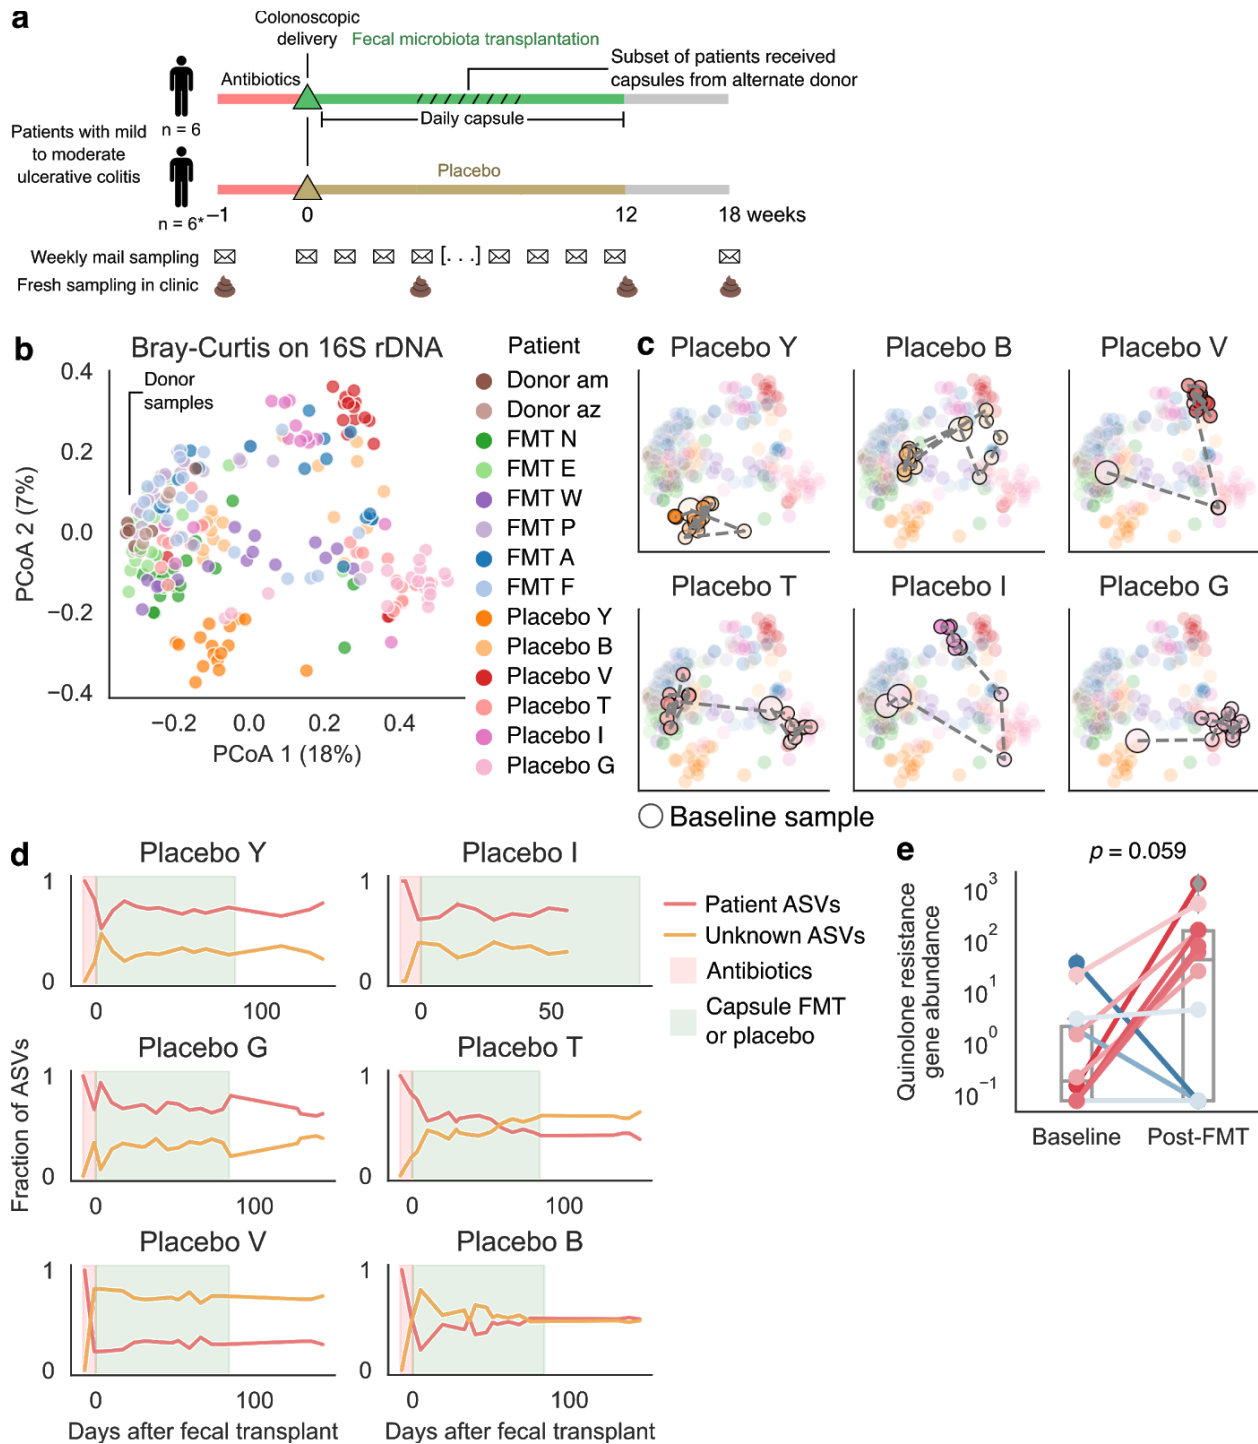 a
Colonoscopic
delivery
Fecal microbiota transplantation
Subset of patients received
capsules from alternate donor
Antibiotics
Daily capsule
n = 6
Patients with mild
to moderate
ulcerative colitis
Placebo
n = 6*
−1 0 12 18 weeks
Weekly mail sampling [. . .]
Fresh sampling in clinic
b
Bray-Curtis on 16S rDNA
Donor
samples
PCoA 2 (7%)
0.4
0.2
0.0
−0.2
−0.4
−0.2 0.0 0.2 0.4
PCoA 1 (18%)
Patient
Donor am
Donor az
FMT N
FMT E
FMT W
FMT P
FMT A
FMT F
Placebo Y
Placebo B
Placebo V
Placebo T
Placebo I
Placebo G
c
Placebo Y Placebo B Placebo V
Placebo T Placebo I Placebo G
Baseline sample
d
Fraction of ASVs
Placebo Y
1
0
0 100
Placebo I
1
0
0 50
Patient ASVs
Unknown ASVs
Antibiotics
Capsule FMT
or placebo
Placebo G
1
0
0 100
Placebo T
1
0
0 100
Placebo V
1
0
0 100
Days after fecal transplant
Placebo B
1
0
0 100
Days after fecal transplant
e
p = 0.059
Quinolone resistance
gene abundance
10³
10²
10¹
10⁰
10⁻¹
Baseline Post-FMT